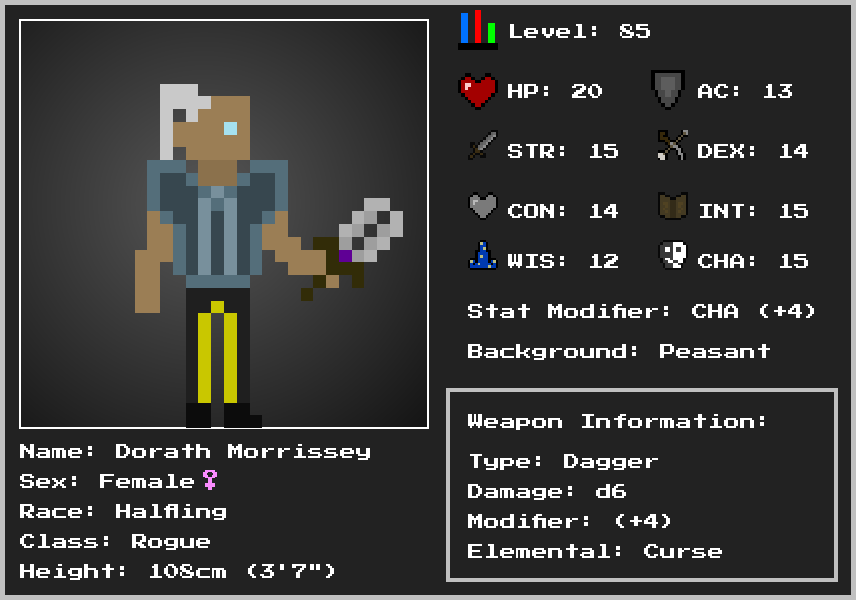 Level: 85
HP: 20 AC: 13
STR: 15 DEX: 14
CON: 14 INT: 15
WIS: 12 CHA: 15
Stat Modifier: CHA (+4)
Background: Peasant
Weapon Information:
Type: Dagger
Damage: d6
Modifier: (+4)
Elemental: Curse
Name: Dorath Morrissey
Sex: Female♀
Race: Halfling
Class: Rogue
Height: 108cm (3'7")